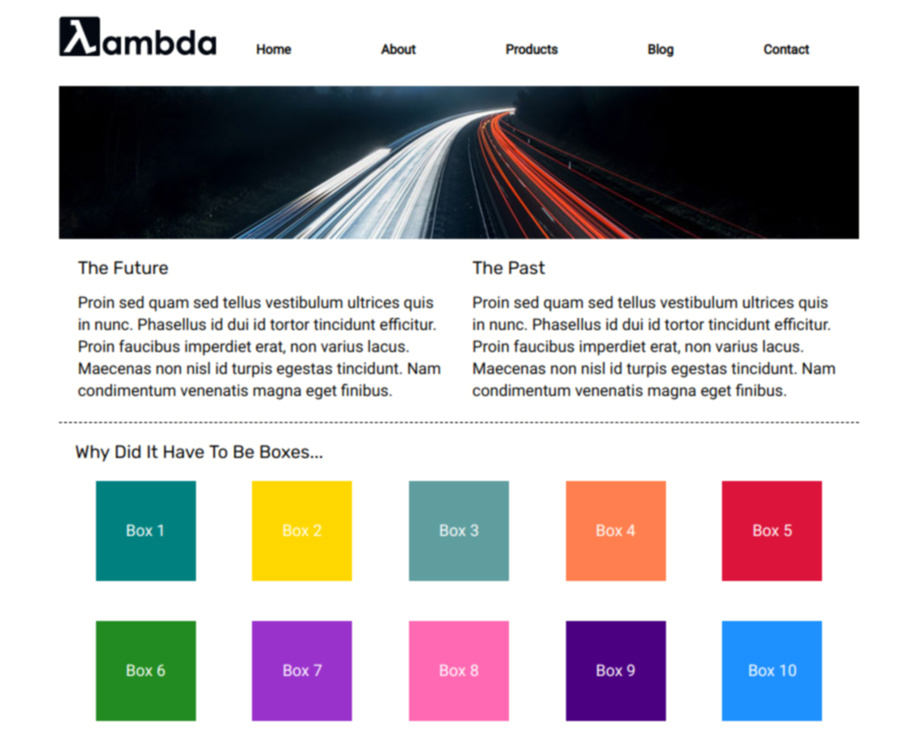 λambda
Home About Products Blog Contact
The Future
Proin sed quam sed tellus vestibulum ultrices quis
in nunc. Phasellus id dui id tortor tincidunt efficitur.
Proin faucibus imperdiet erat, non varius lacus.
Maecenas non nisl id turpis egestas tincidunt. Nam
condimentum venenatis magna eget finibus.
The Past
Proin sed quam sed tellus vestibulum ultrices quis
in nunc. Phasellus id dui id tortor tincidunt efficitur.
Proin faucibus imperdiet erat, non varius lacus.
Maecenas non nisl id turpis egestas tincidunt. Nam
condimentum venenatis magna eget finibus.
Why Did It Have To Be Boxes...
Box 1 Box 2 Box 3 Box 4 Box 5
Box 6 Box 7 Box 8 Box 9 Box 10